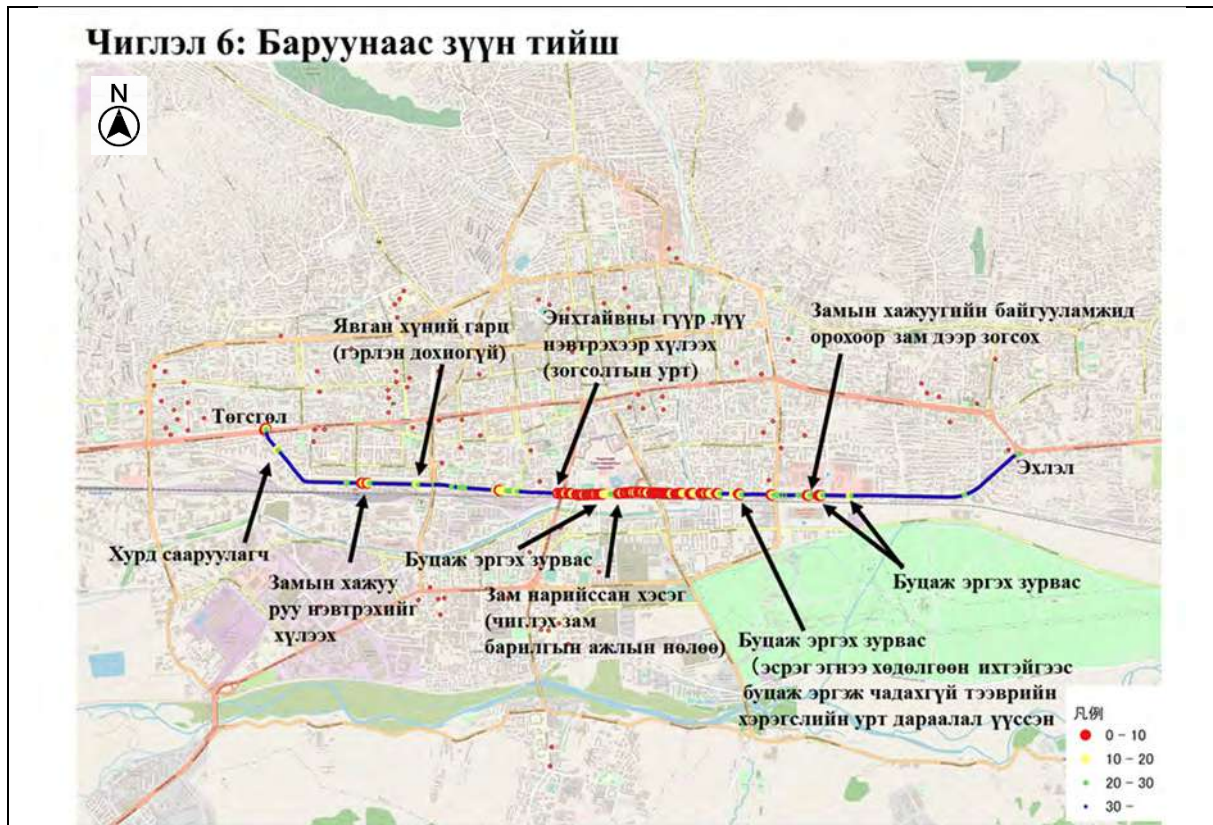 Чиглэл 6: Баруунаас зүүн тийш
N
Явган хүний гарц
(гэрлэн дохиогүй)
Энхтайвны гүүр лүү
нэвтрэхээр хүлээх
(зогсолтын урт)
Замын хажуугийн байгууламжид
орохоор зам дээр зогсох
Төгсгөл
Эхлэл
Хурд сааруулагч
Замын хажуу
руу нэвтрэхийг
хүлээх
Буцаж эргэх зурвас
Зам нарийссан хэсэг
(чиглэх зам
барилгын ажлын нөлөө)
Буцаж эргэх зурвас
Буцаж эргэх зурвас
(эсрэг эгнээ хөдөлгөөн ихтэйгээс
буцаж эргэж чадахгүй тээврийн
хэрэгслийн урт дараалал үүссэн
凡例
0 - 10
10 - 20
20 - 30
30 -